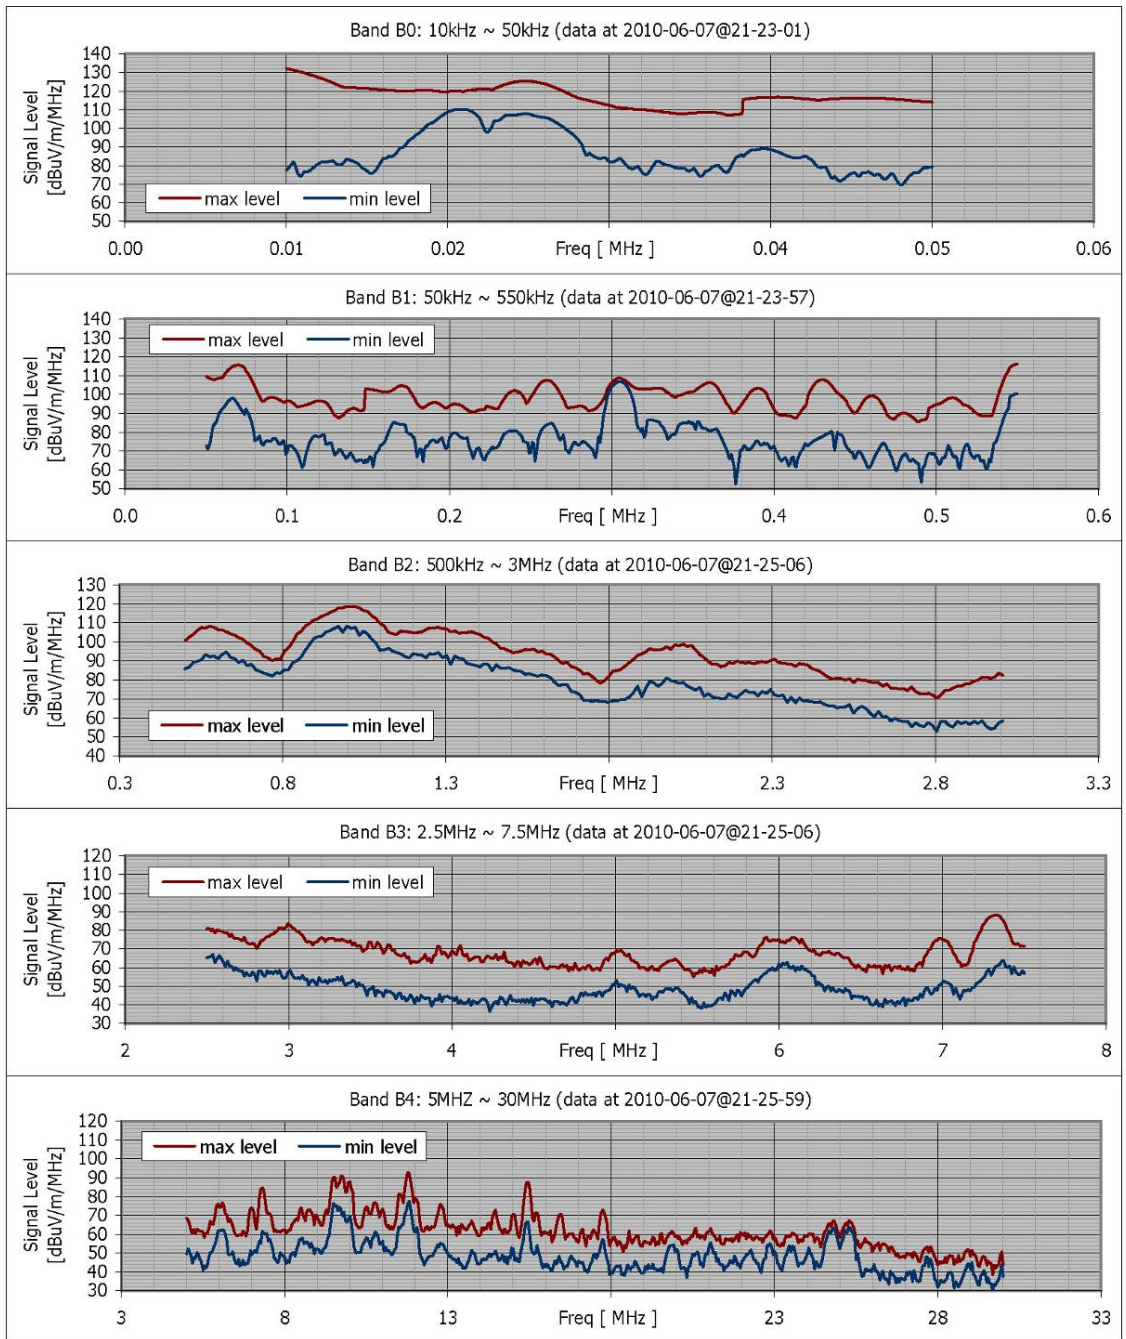 Band B0: 10kHz ~ 50kHz (data at 2010-06-07@21-23-01)
Signal Level
[dBuV/m/MHz]
140
130
120
110
100
90
80
70
60
50
max level min level
0.00 0.01 0.02 Freq [ MHz ] 0.04 0.05 0.06
Band B1: 50kHz ~ 550kHz (data at 2010-06-07@21-23-57)
Signal Level
[dBuV/m/MHz]
140
130
120
110
100
90
80
70
60
50
max level min level
0.0 0.1 0.2 Freq [ MHz ] 0.4 0.5 0.6
Band B2: 500kHz ~ 3MHz (data at 2010-06-07@21-25-06)
Signal Level
[dBuV/m/MHz]
130
120
110
100
90
80
70
60
50
40
max level min level
0.3 0.8 1.3 Freq [ MHz ] 2.3 2.8 3.3
Band B3: 2.5MHz ~ 7.5MHz (data at 2010-06-07@21-25-06)
Signal Level
[dBuV/m/MHz]
120
110
100
90
80
70
60
50
40
30
max level min level
2 3 4 Freq [ MHz ] 6 7 8
Band B4: 5MHZ ~ 30MHz (data at 2010-06-07@21-25-59)
Signal Level
[dBuV/m/MHz]
120
110
100
90
80
70
60
50
40
30
max level min level
3 8 13 Freq [ MHz ] 23 28 33